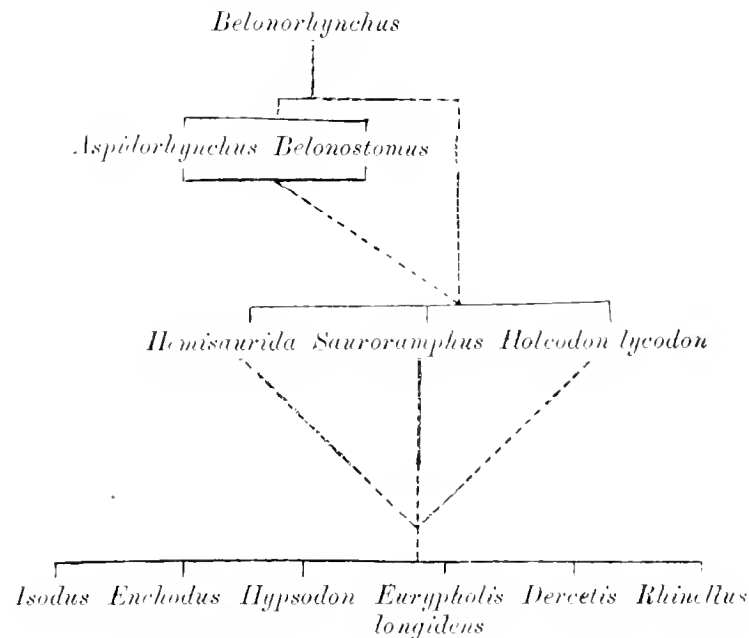 Belonorhynchus
Aspidorhynchus Belonostomus
Hemisaurida Sauroramphus Holcodon lycodon
Isodus Enchodus Hypsodon Eurypholis Dercetis Rhinellus
longidens